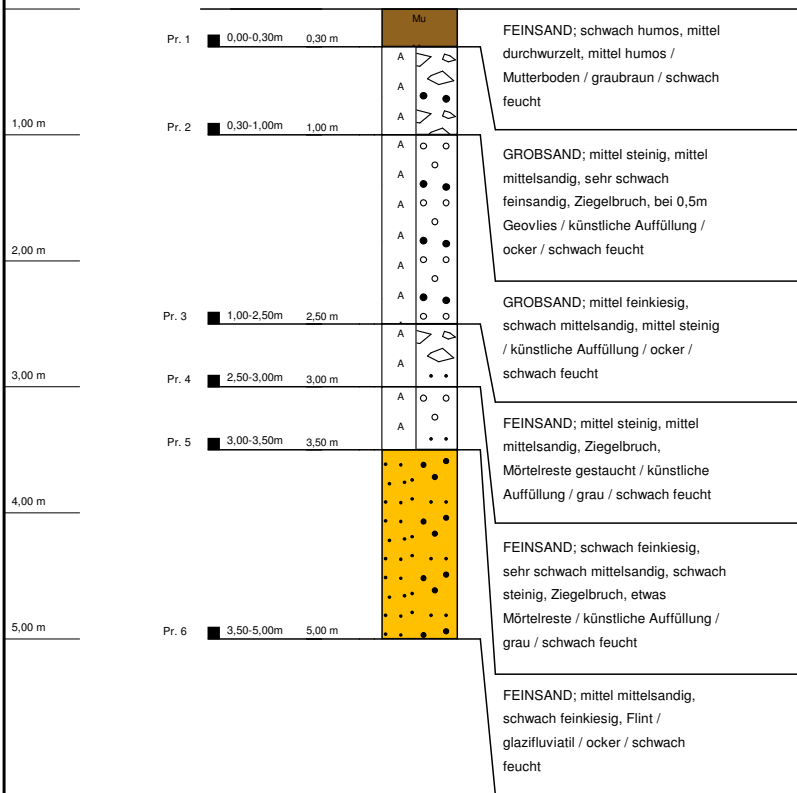 Mu
Pr. 1 0,00-0,30m 0,30 m
FEINSAND; schwach humos, mittel
durchwurzelt, mittel humos /
Mutterboden / graubraun / schwach
feucht
A
A
A
1,00 m
Pr. 2 0,30-1,00m 1,00 m
GROBSAND; mittel steinig, mittel
mittelsandig, sehr schwach
feinsandig, Ziegelbruch, bei 0,5m
Geovlies / künstliche Auffüllung /
ocker / schwach feucht
A
A
A
A
A
A
2,00 m
Pr. 3 1,00-2,50m 2,50 m
GROBSAND; mittel feinkiesig,
schwach mittelsandig, mittel steinig
/ künstliche Auffüllung / ocker /
schwach feucht
A
A
3,00 m
Pr. 4 2,50-3,00m 3,00 m
FEINSAND; mittel steinig, mittel
mittelsandig, Ziegelbruch,
Mörtelreste gestaucht / künstliche
Auffüllung / grau / schwach feucht
A
A
Pr. 5 3,00-3,50m 3,50 m
FEINSAND; schwach feinkiesig,
sehr schwach mittelsandig, schwach
steinig, Ziegelbruch, etwas
Mörtelreste / künstliche Auffüllung /
grau / schwach feucht
4,00 m
5,00 m
Pr. 6 3,50-5,00m 5,00 m
FEINSAND; mittel mittelsandig,
schwach feinkiesig, Flint /
glazifluviatil / ocker / schwach
feucht